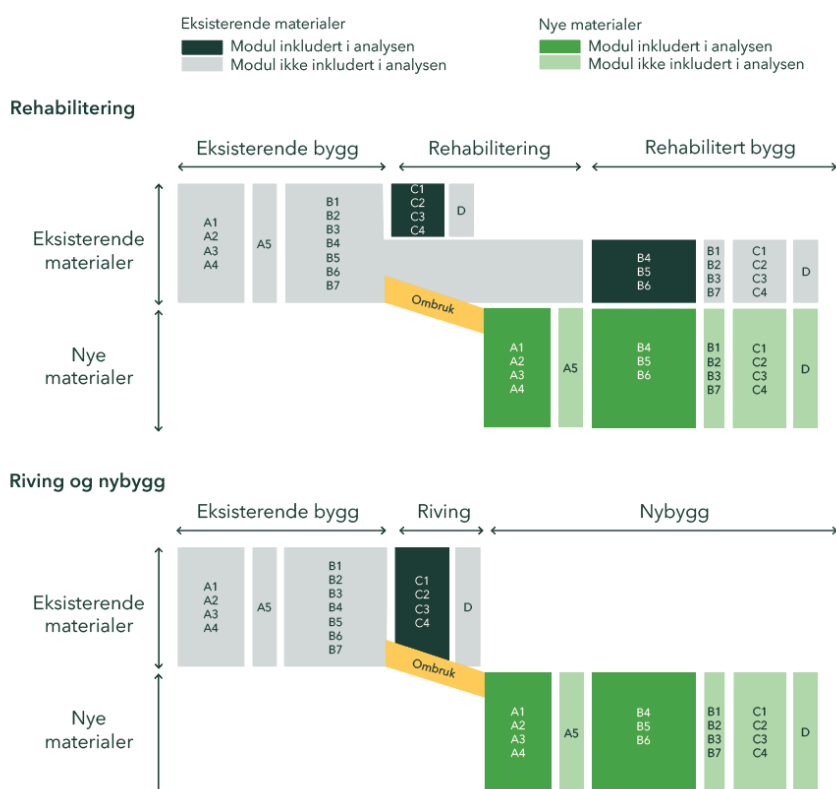 Eksisterende materialer
Modul inkludert i analysen
Modul ikke inkludert i analysen
Nye materialer
Modul inkludert i analysen
Modul ikke inkludert i analysen
Rehabilitering
Eksisterende bygg
Rehabilitering
Rehabilitert bygg
Eksisterende
materialer
A1
A2
A3
A4
A5
B1
B2
B3
B4
B5
B6
B7
C1
C2
C3
C4
D
B4
B5
B6
B1
B2
B3
B7
C1
C2
C3
C4
D
Ombruk
Nye
materialer
A1
A2
A3
A4
A5
B4
B5
B6
B1
B2
B3
B7
C1
C2
C3
C4
D
Riving og nybygg
Eksisterende bygg
Riving
Nybygg
Eksisterende
materialer
A1
A2
A3
A4
A5
B1
B2
B3
B4
B5
B6
B7
C1
C2
C3
C4
D
Ombruk
Nye
materialer
A1
A2
A3
A4
A5
B4
B5
B6
B1
B2
B3
B7
C1
C2
C3
C4
D